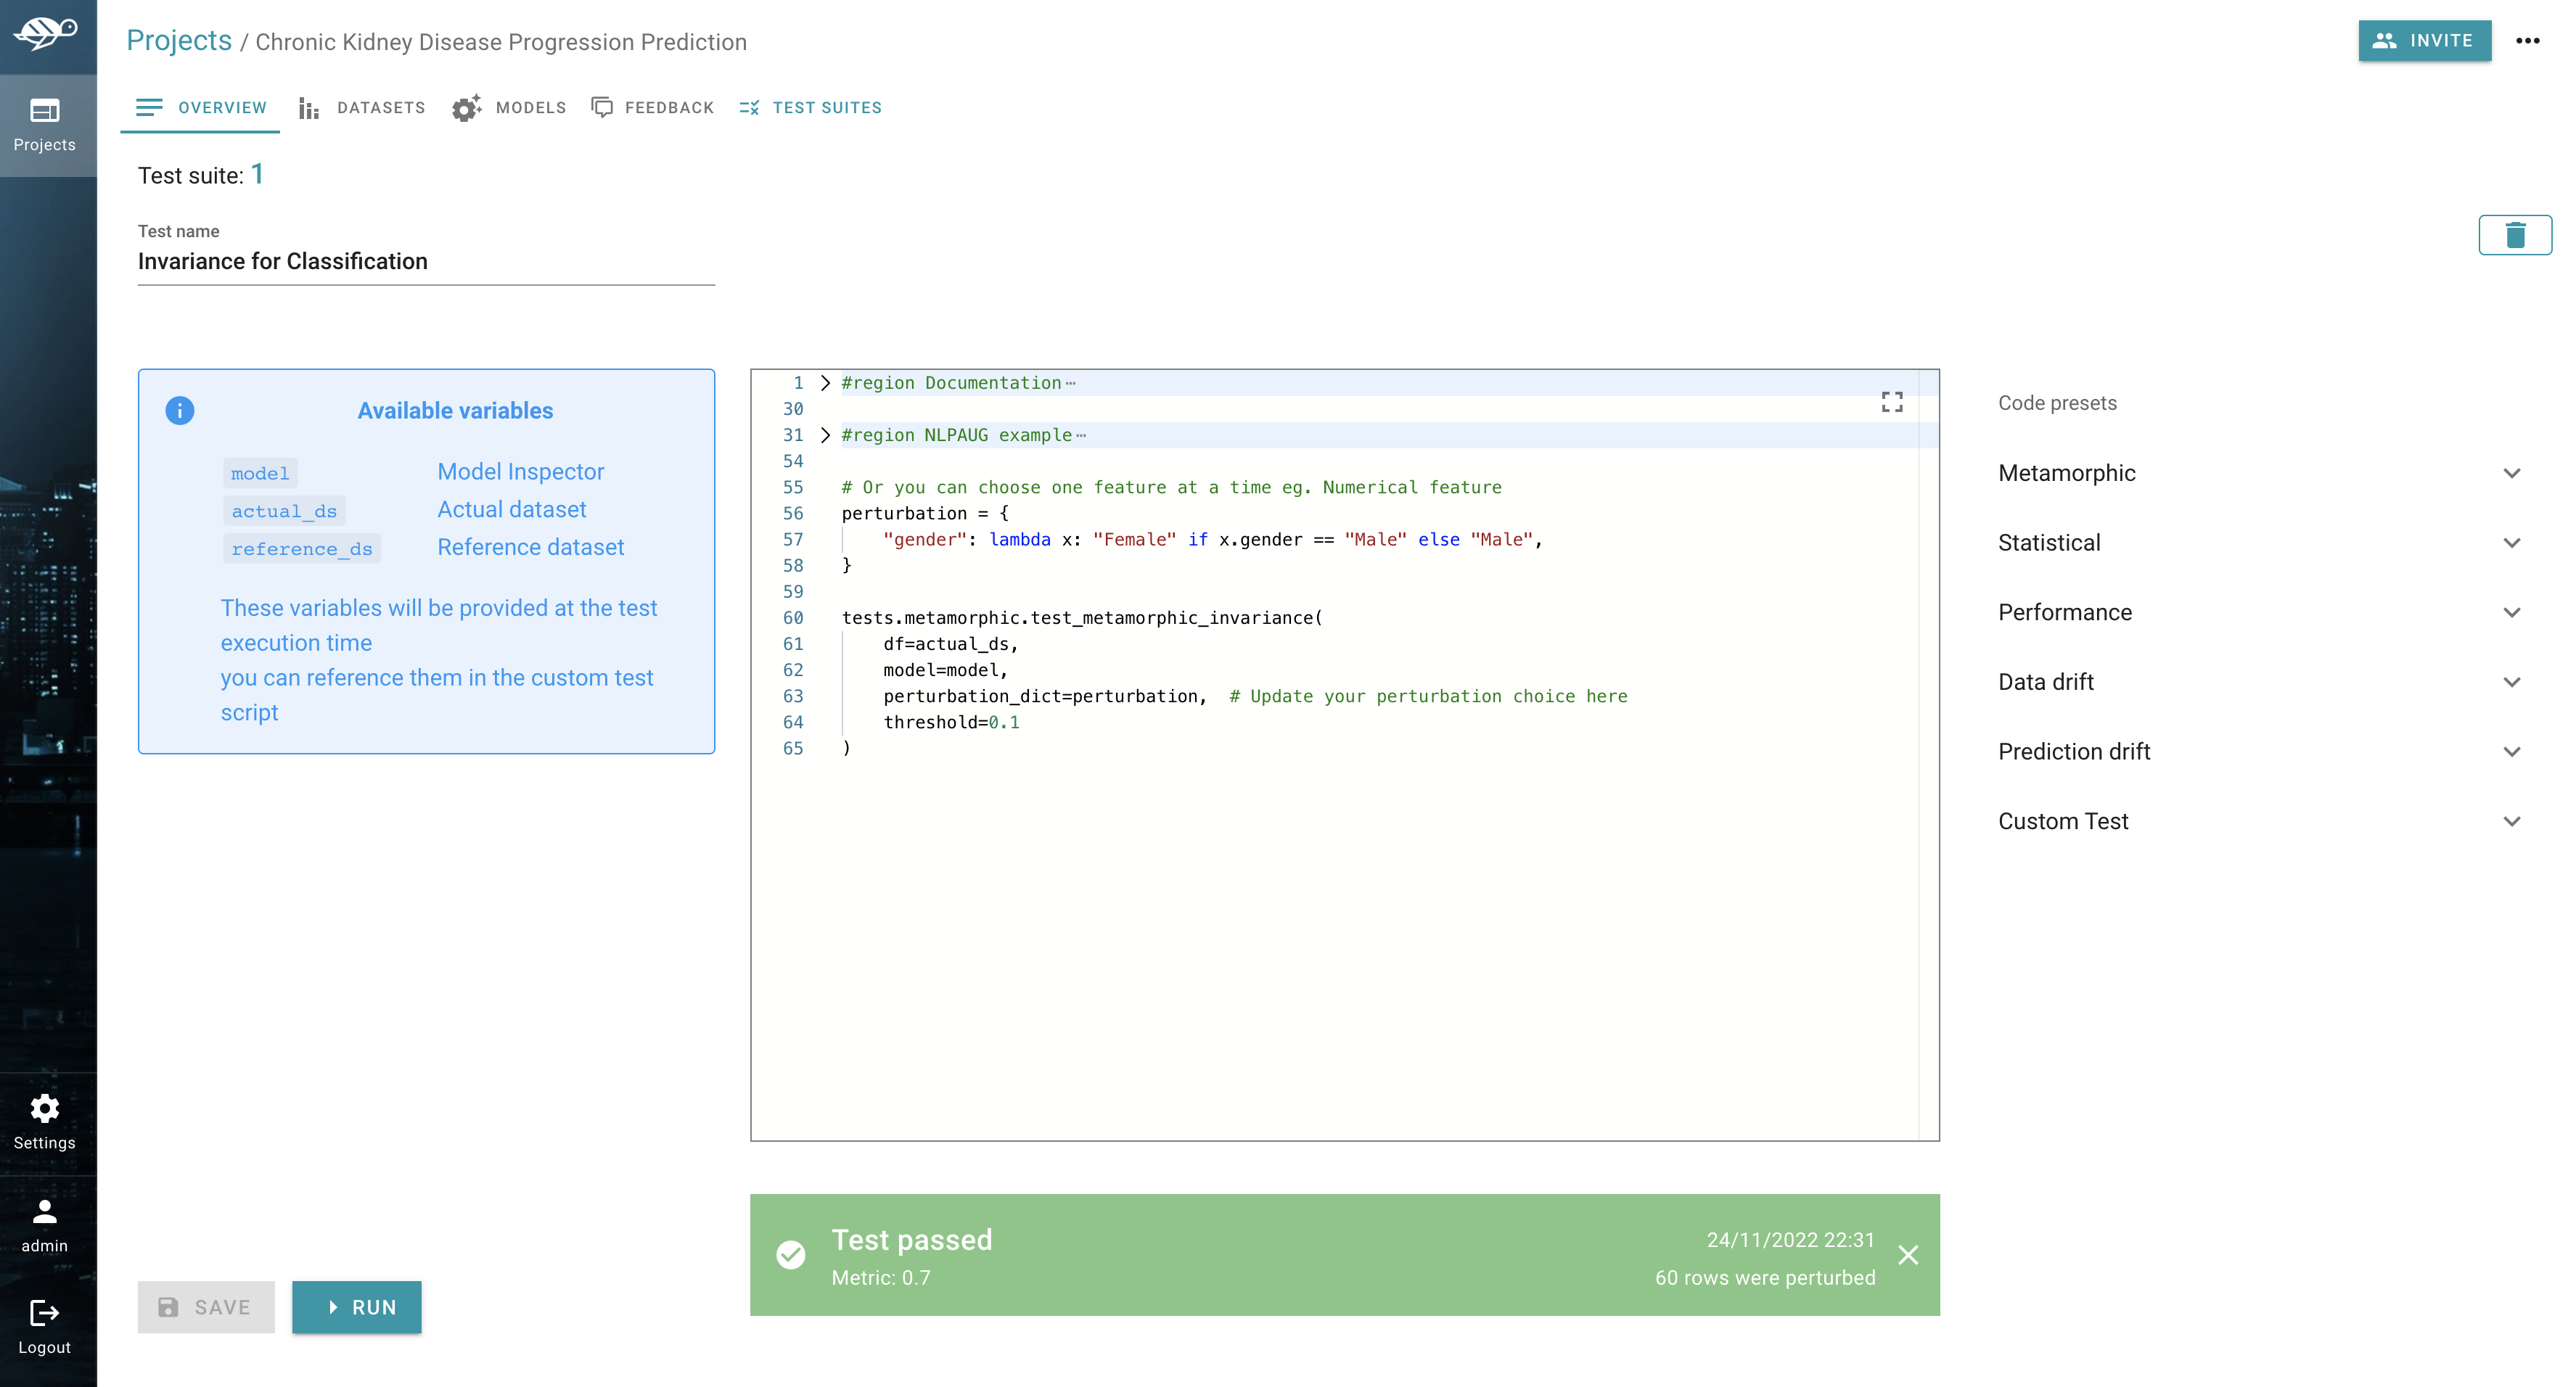 Projects / Chronic Kidney Disease Progression Prediction
INVITE
Projects
OVERVIEW
DATASETS
MODELS
FEEDBACK
TEST SUITES
Test suite: 1
Test name
Invariance for Classification
Available variables
model Model Inspector
actual_ds Actual dataset
reference_ds Reference dataset
These variables will be provided at the test
execution time
you can reference them in the custom test
script
1 #region Documentation⋯
30
31 #region NLPAUG example⋯
54
55 # Or you can choose one feature at a time eg. Numerical feature
56 perturbation = {
57     "gender": lambda x: "Female" if x.gender == "Male" else "Male",
58 }
59
60 tests.metamorphic.test_metamorphic_invariance(
61     df=actual_ds,
62     model=model,
63     perturbation_dict=perturbation,  # Update your perturbation choice here
64     threshold=0.1
65 )
Code presets
Metamorphic
Statistical
Performance
Data drift
Prediction drift
Custom Test
Settings
admin
Logout
SAVE
RUN
Test passed
Metric: 0.7
24/11/2022 22:31
60 rows were perturbed